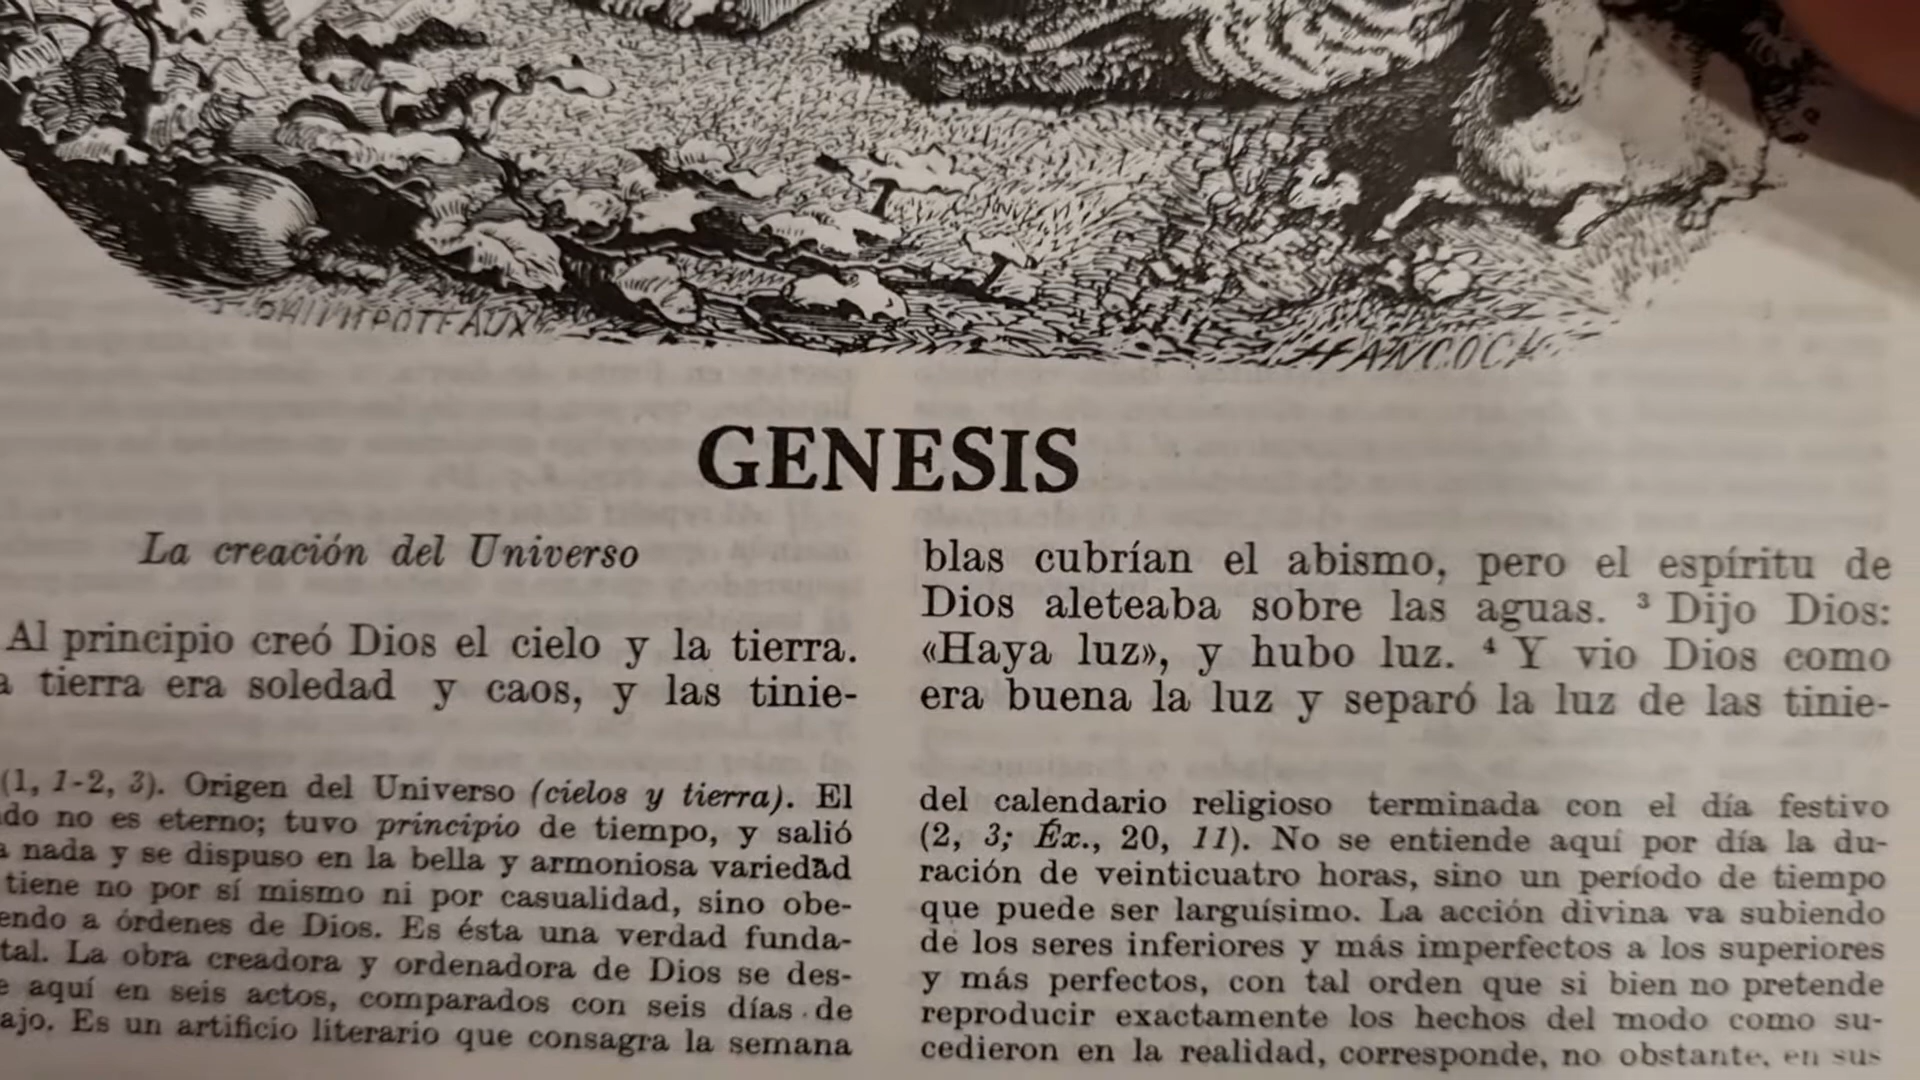 HANCOCK
GENESIS
La creación del Universo
Al principio creó Dios el cielo y la tierra.
tierra era soledad y caos, y las tinie-
blas cubrían el abismo, pero el espíritu de
Dios aleteaba sobre las aguas. ³ Dijo Dios:
«Haya luz», y hubo luz. ⁴ Y vio Dios como
era buena la luz y separó la luz de las tinie-
(1, 1-2, 3). Origen del Universo (cielos y tierra). El
do no es eterno; tuvo principio de tiempo, y salió
a nada y se dispuso en la bella y armoniosa variedad
tiene no por sí mismo ni por casualidad, sino obe-
endo a órdenes de Dios. Es ésta una verdad funda-
tal. La obra creadora y ordenadora de Dios se des-
e aquí en seis actos, comparados con seis días de
ajo. Es un artificio literario que consagra la semana
del calendario religioso terminada con el día festivo
(2, 3; Éx., 20, 11). No se entiende aquí por día la du-
ración de veinticuatro horas, sino un período de tiempo
que puede ser larguísimo. La acción divina va subiendo
de los seres inferiores y más imperfectos a los superiores
y más perfectos, con tal orden que si bien no pretende
reproducir exactamente los hechos del modo como su-
cedieron en la realidad, corresponde, no obstante, en sus